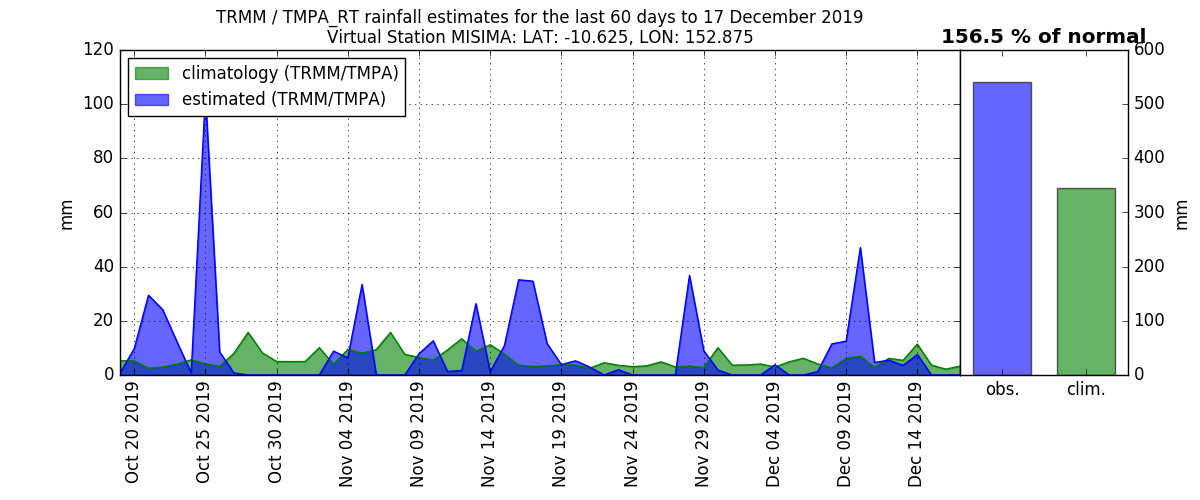 TRMM / TMPA_RT rainfall estimates for the last 60 days to 17 December 2019
Virtual Station MISIMA: LAT: -10.625, LON: 152.875
156.5 % of normal
climatology (TRMM/TMPA)
estimated (TRMM/TMPA)
120
100
80
60
40
20
0
mm
Oct 20 2019
Oct 25 2019
Oct 30 2019
Nov 04 2019
Nov 09 2019
Nov 14 2019
Nov 19 2019
Nov 24 2019
Nov 29 2019
Dec 04 2019
Dec 09 2019
Dec 14 2019
600
500
400
300
200
100
0
mm
obs.
clim.